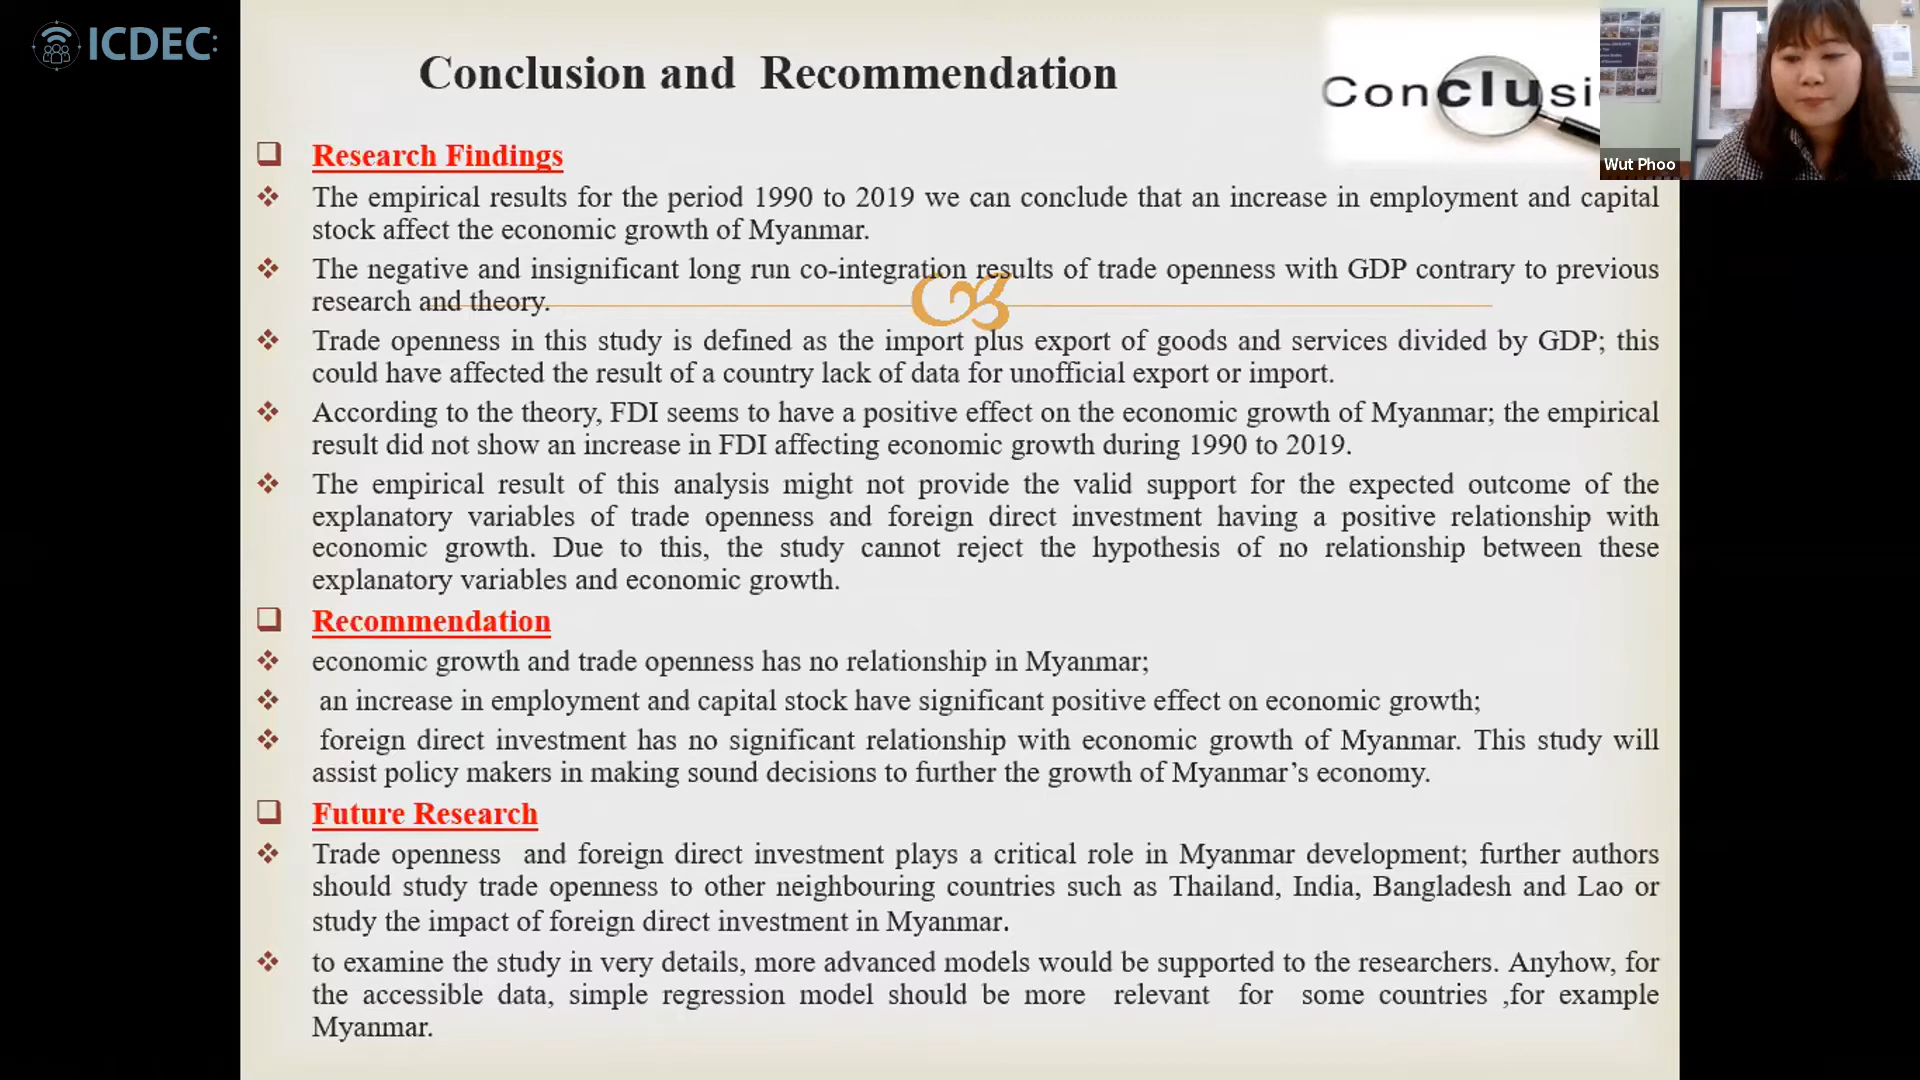 ICDEC:
Conclusion and Recommendation
Conclusi
Wut Phoo
Research Findings
The empirical results for the period 1990 to 2019 we can conclude that an increase in employment and capital
stock affect the economic growth of Myanmar.
The negative and insignificant long run co-integration results of trade openness with GDP contrary to previous
research and theory.
Trade openness in this study is defined as the import plus export of goods and services divided by GDP; this
could have affected the result of a country lack of data for unofficial export or import.
According to the theory, FDI seems to have a positive effect on the economic growth of Myanmar; the empirical
result did not show an increase in FDI affecting economic growth during 1990 to 2019.
The empirical result of this analysis might not provide the valid support for the expected outcome of the
explanatory variables of trade openness and foreign direct investment having a positive relationship with
economic growth. Due to this, the study cannot reject the hypothesis of no relationship between these
explanatory variables and economic growth.
Recommendation
economic growth and trade openness has no relationship in Myanmar;
an increase in employment and capital stock have significant positive effect on economic growth;
foreign direct investment has no significant relationship with economic growth of Myanmar. This study will
assist policy makers in making sound decisions to further the growth of Myanmar’s economy.
Future Research
Trade openness and foreign direct investment plays a critical role in Myanmar development; further authors
should study trade openness to other neighbouring countries such as Thailand, India, Bangladesh and Lao or
study the impact of foreign direct investment in Myanmar.
to examine the study in very details, more advanced models would be supported to the researchers. Anyhow, for
the accessible data, simple regression model should be more relevant for some countries ,for example
Myanmar.